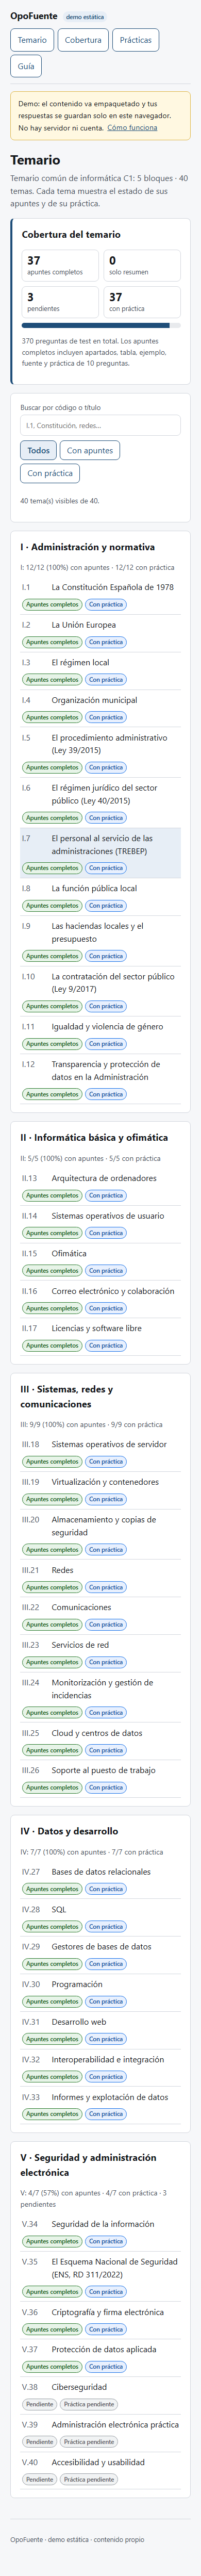 OpoFuente demo estática
Temario Cobertura Prácticas
Guía
Demo: el contenido va empaquetado y tus
respuestas se guardan solo en este navegador.
No hay servidor ni cuenta. Cómo funciona
Temario
Temario común de informática C1: 5 bloques · 40
temas. Cada tema muestra el estado de sus
apuntes y de su práctica.
Cobertura del temario
37
apuntes completos
0
solo resumen
3
pendientes
37
con práctica
370 preguntas de test en total. Los apuntes
completos incluyen apartados, tabla, ejemplo,
fuente y práctica de 10 preguntas.
Buscar por código o título
I.1, Constitución, redes...
Todos Con apuntes
Con práctica
40 tema(s) visibles de 40.
I · Administración y normativa
I: 12/12 (100%) con apuntes · 12/12 con práctica
I.1 La Constitución Española de 1978
Apuntes completos Con práctica
I.2 La Unión Europea
Apuntes completos Con práctica
I.3 El régimen local
Apuntes completos Con práctica
I.4 Organización municipal
Apuntes completos Con práctica
I.5 El procedimiento administrativo
(Ley 39/2015)
Apuntes completos Con práctica
I.6 El régimen jurídico del sector
público (Ley 40/2015)
Apuntes completos Con práctica
I.7 El personal al servicio de las
administraciones (TREBEP)
Apuntes completos Con práctica
I.8 La función pública local
Apuntes completos Con práctica
I.9 Las haciendas locales y el
presupuesto
Apuntes completos Con práctica
I.10 La contratación del sector público
(Ley 9/2017)
Apuntes completos Con práctica
I.11 Igualdad y violencia de género
Apuntes completos Con práctica
I.12 Transparencia y protección de
datos en la Administración
Apuntes completos Con práctica
II · Informática básica y ofimática
II: 5/5 (100%) con apuntes · 5/5 con práctica
II.13 Arquitectura de ordenadores
Apuntes completos Con práctica
II.14 Sistemas operativos de usuario
Apuntes completos Con práctica
II.15 Ofimática
Apuntes completos Con práctica
II.16 Correo electrónico y colaboración
Apuntes completos Con práctica
II.17 Licencias y software libre
Apuntes completos Con práctica
III · Sistemas, redes y
comunicaciones
III: 9/9 (100%) con apuntes · 9/9 con práctica
III.18 Sistemas operativos de servidor
Apuntes completos Con práctica
III.19 Virtualización y contenedores
Apuntes completos Con práctica
III.20 Almacenamiento y copias de
seguridad
Apuntes completos Con práctica
III.21 Redes
Apuntes completos Con práctica
III.22 Comunicaciones
Apuntes completos Con práctica
III.23 Servicios de red
Apuntes completos Con práctica
III.24 Monitorización y gestión de
incidencias
Apuntes completos Con práctica
III.25 Cloud y centros de datos
Apuntes completos Con práctica
III.26 Soporte al puesto de trabajo
Apuntes completos Con práctica
IV · Datos y desarrollo
IV: 7/7 (100%) con apuntes · 7/7 con práctica
IV.27 Bases de datos relacionales
Apuntes completos Con práctica
IV.28 SQL
Apuntes completos Con práctica
IV.29 Gestores de bases de datos
Apuntes completos Con práctica
IV.30 Programación
Apuntes completos Con práctica
IV.31 Desarrollo web
Apuntes completos Con práctica
IV.32 Interoperabilidad e integración
Apuntes completos Con práctica
IV.33 Informes y explotación de datos
Apuntes completos Con práctica
V · Seguridad y administración
electrónica
V: 4/7 (57%) con apuntes · 4/7 con práctica · 3
pendientes
V.34 Seguridad de la información
Apuntes completos Con práctica
V.35 El Esquema Nacional de Seguridad
(ENS, RD 311/2022)
Apuntes completos Con práctica
V.36 Criptografía y firma electrónica
Apuntes completos Con práctica
V.37 Protección de datos aplicada
Apuntes completos Con práctica
V.38 Ciberseguridad
Pendiente Práctica pendiente
V.39 Administración electrónica práctica
Pendiente Práctica pendiente
V.40 Accesibilidad y usabilidad
Pendiente Práctica pendiente
OpoFuente · demo estática · contenido propio